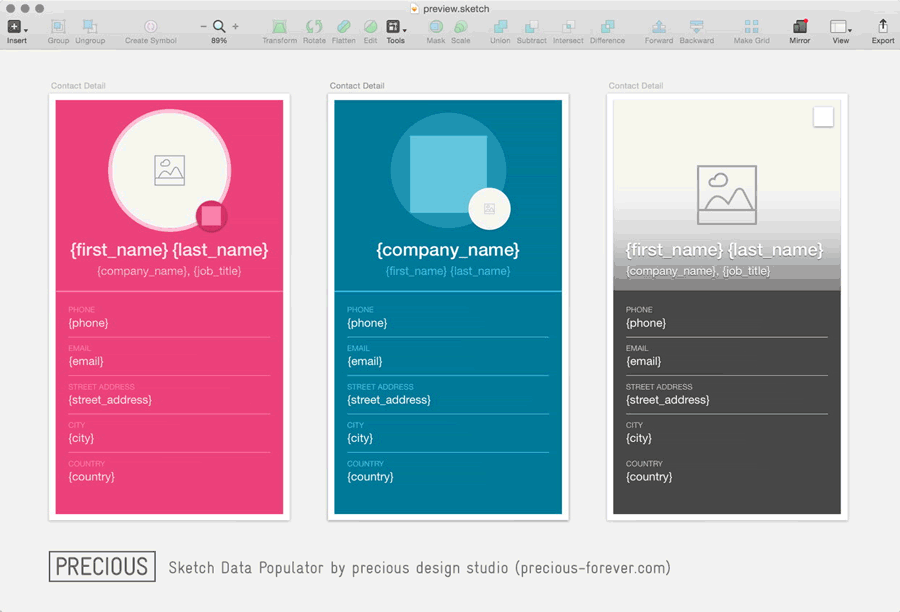 preview.sketch
Insert Group Ungroup Create Symbol 89% Transform Rotate Flatten Edit Tools Mask Scale Union Subtract Intersect Difference Forward Backward Make Grid Mirror View Export
Contact Detail
{first_name} {last_name}
{company_name}, {job_title}
PHONE
{phone}
EMAIL
{email}
STREET ADDRESS
{street_address}
CITY
{city}
COUNTRY
{country}
Contact Detail
{company_name}
{first_name} {last_name}
PHONE
{phone}
EMAIL
{email}
STREET ADDRESS
{street_address}
CITY
{city}
COUNTRY
{country}
Contact Detail
{first_name} {last_name}
{company_name}, {job_title}
PHONE
{phone}
EMAIL
{email}
STREET ADDRESS
{street_address}
CITY
{city}
COUNTRY
{country}
PRECIOUS Sketch Data Populator by precious design studio (precious-forever.com)